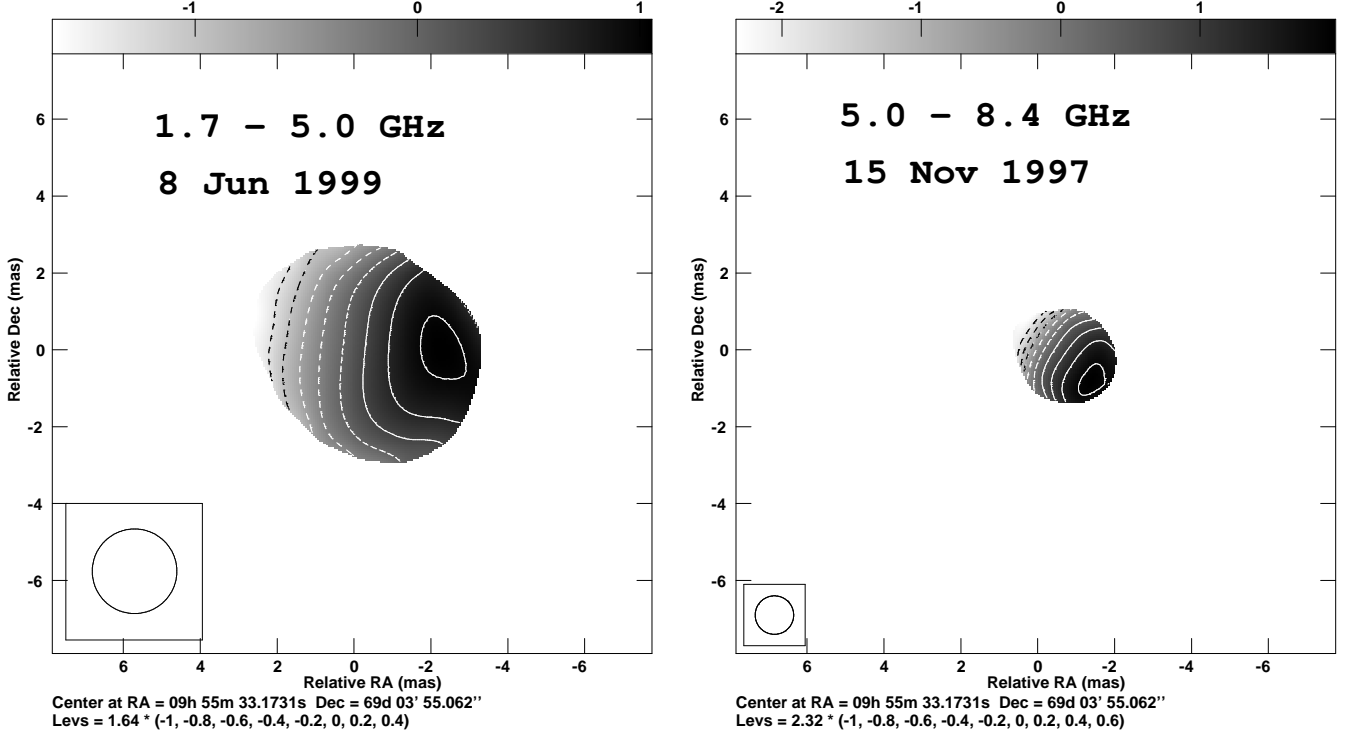 -1 0 1
1.7 – 5.0 GHz
8 Jun 1999
Relative Dec (mas)
6
4
2
0
-2
-4
-6
6 4 2 0 -2 -4 -6
Relative RA (mas)
Center at RA = 09h 55m 33.1731s Dec = 69d 03' 55.062''
Levs = 1.64 * (-1, -0.8, -0.6, -0.4, -0.2, 0, 0.2, 0.4)
-2 -1 0 1
5.0 – 8.4 GHz
15 Nov 1997
Relative Dec (mas)
6
4
2
0
-2
-4
-6
6 4 2 0 -2 -4 -6
Relative RA (mas)
Center at RA = 09h 55m 33.1731s Dec = 69d 03' 55.062''
Levs = 2.32 * (-1, -0.8, -0.6, -0.4, -0.2, 0, 0.2, 0.4, 0.6)